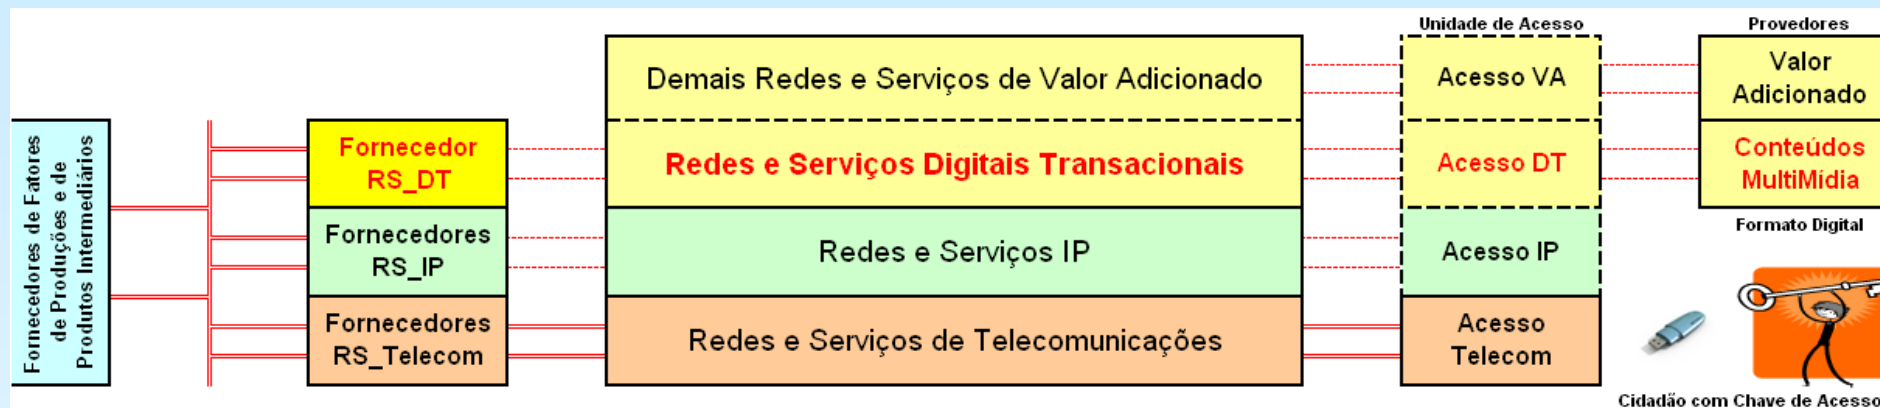 Unidade de Acesso
Provedores
Fornecedores de Fatores
de Produções e de
Produtos Intermediários
Fornecedor
RS_DT
Fornecedores
RS_IP
Fornecedores
RS_Telecom
Demais Redes e Serviços de Valor Adicionado
Redes e Serviços Digitais Transacionais
Redes e Serviços IP
Redes e Serviços de Telecomunicações
Acesso VA
Acesso DT
Acesso IP
Acesso
Telecom
Valor
Adicionado
Conteúdos
MultiMídia
Formato Digital
Cidadão com Chave de Acesso